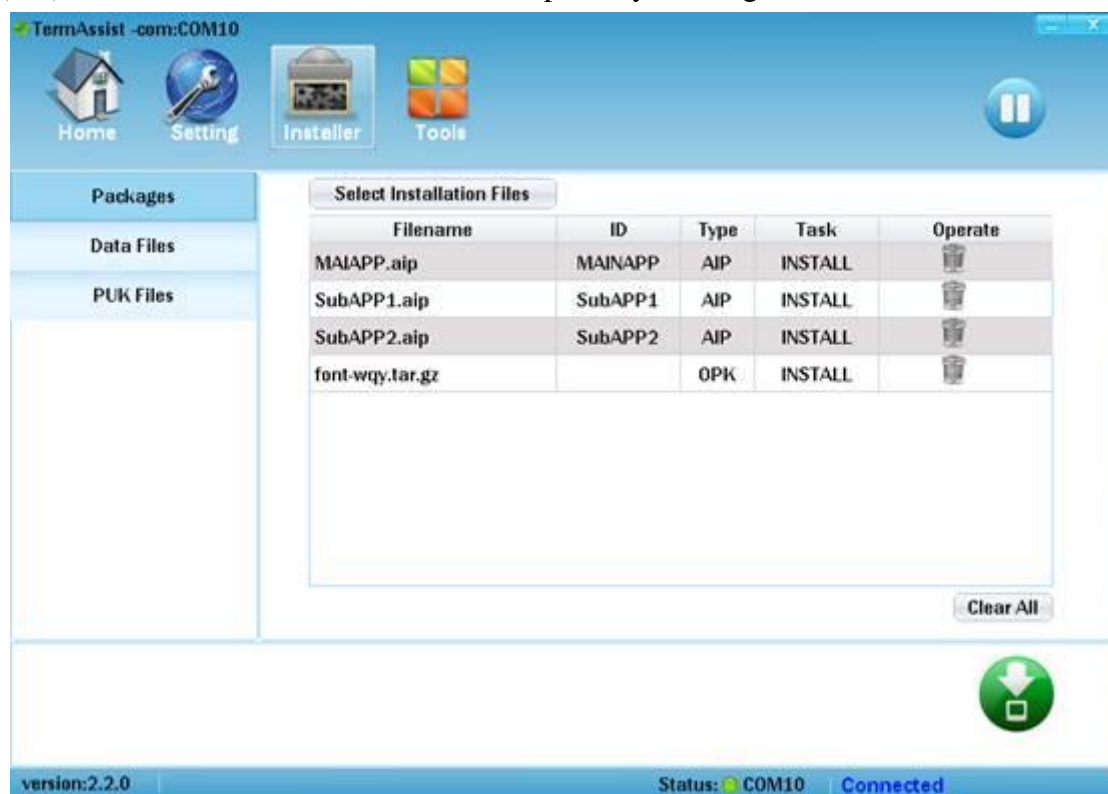 TermAssist -com:COM10
Home Setting Installer Tools
Packages
Data Files
PUK Files
Select Installation Files
Filename ID Type Task Operate
MAIAPP.aip MAINAPP AIP INSTALL
SubAPP1.aip SubAPP1 AIP INSTALL
SubAPP2.aip SubAPP2 AIP INSTALL
font-wqy.tar.gz OPK INSTALL
Clear All
version:2.2.0 Status: COM10 Connected